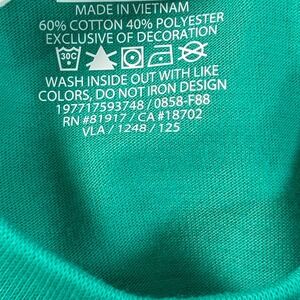 MADE IN VIETNAM
60% COTTON 40% POLYESTER
EXCLUSIVE OF DECORATION
30C
WASH INSIDE OUT WITH LIKE
COLORS, DO NOT IRON DESIGN
197717593748 / 0858-F88
RN #81917 / CA #18702
VLA / 1248 / 125